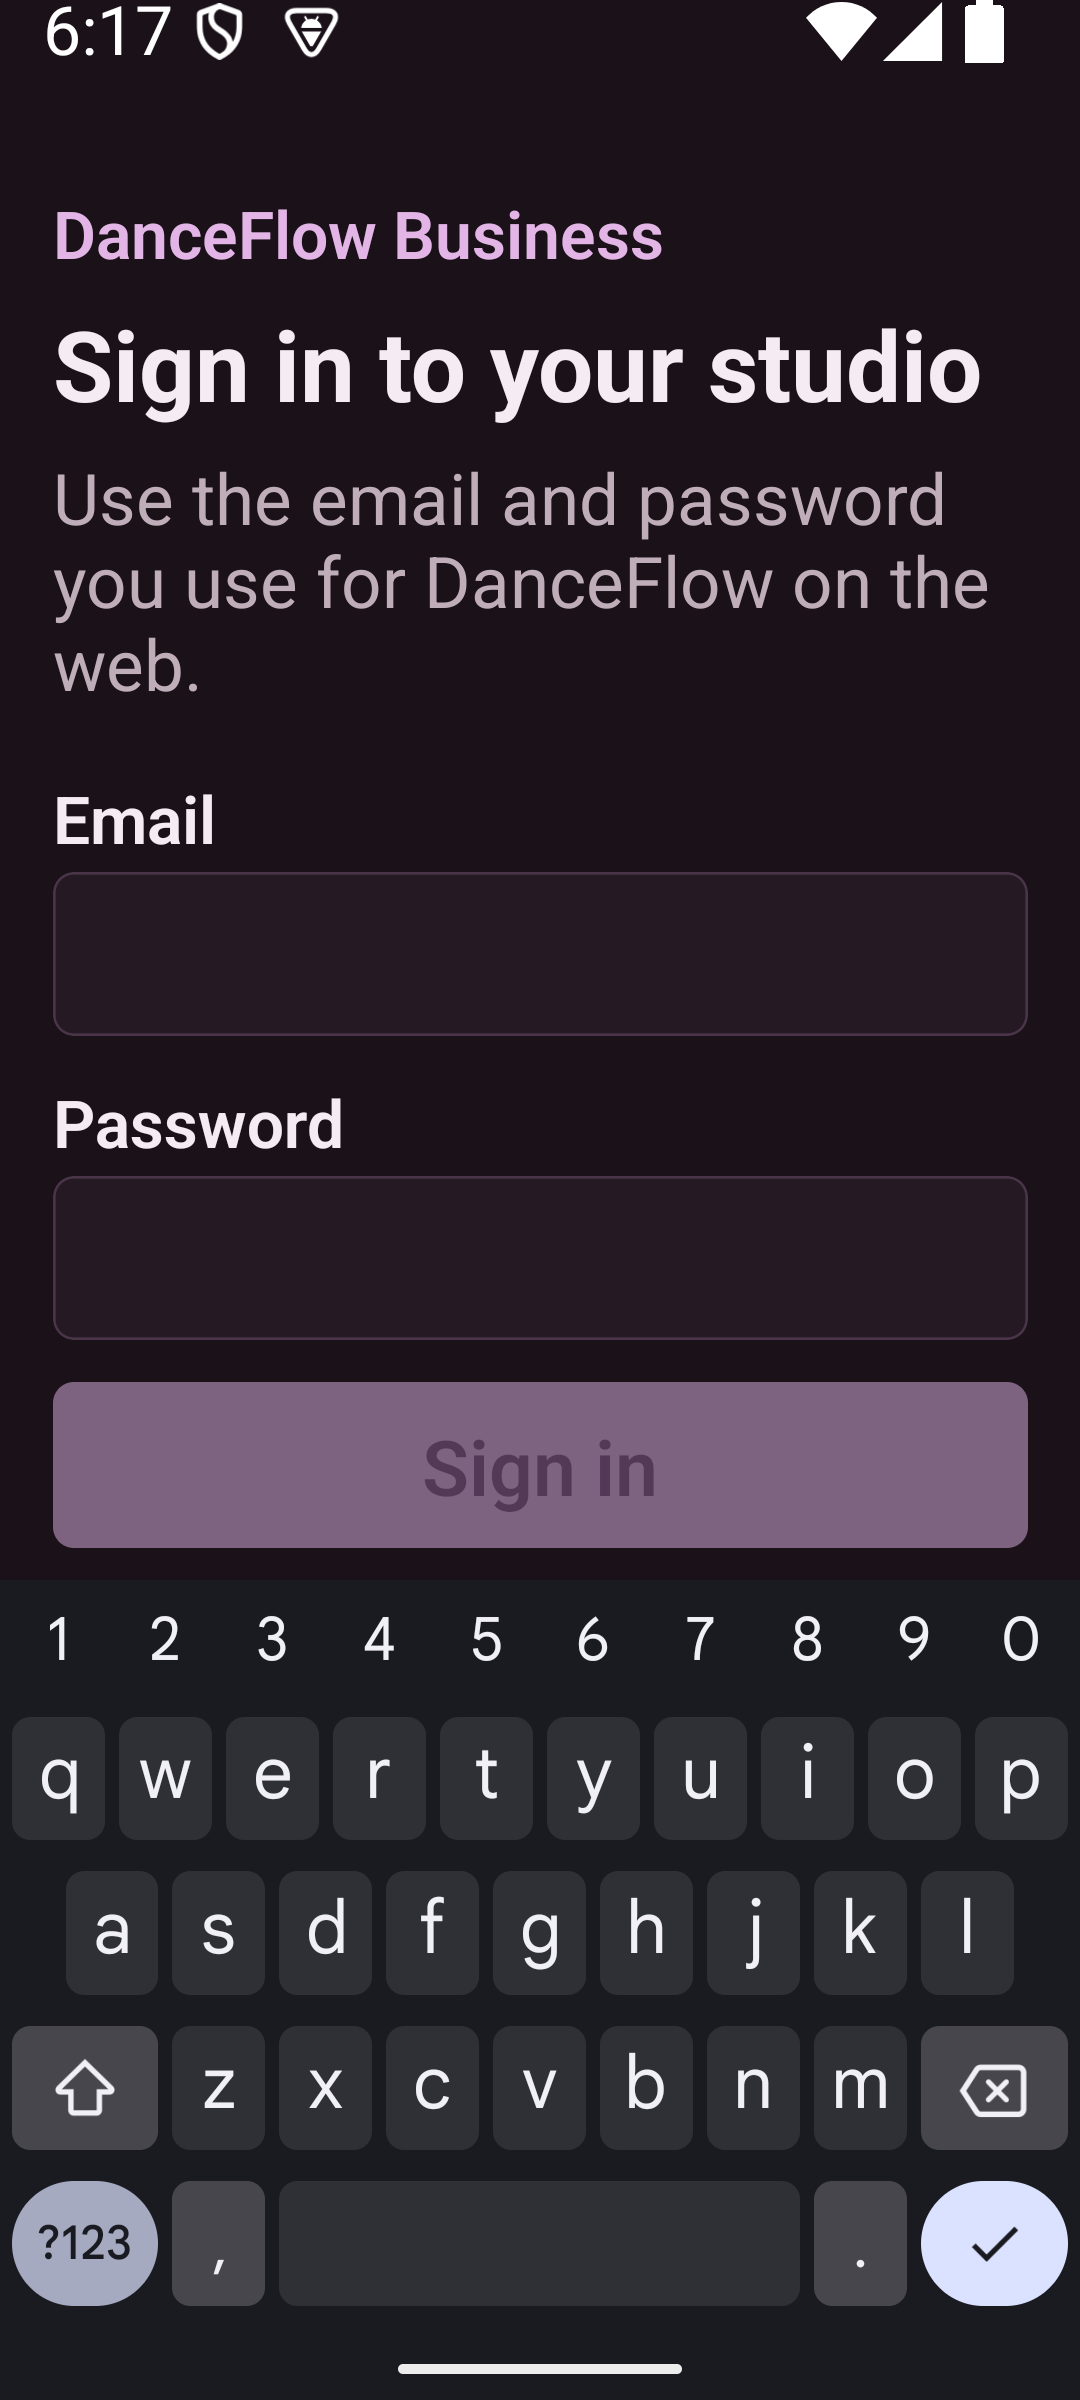 6:17
DanceFlow Business
Sign in to your studio
Use the email and password
you use for DanceFlow on the
web.
Email
Password
Sign in
1 2 3 4 5 6 7 8 9 0
q w e r t y u i o p
a s d f g h j k l
z x c v b n m
?123 , .